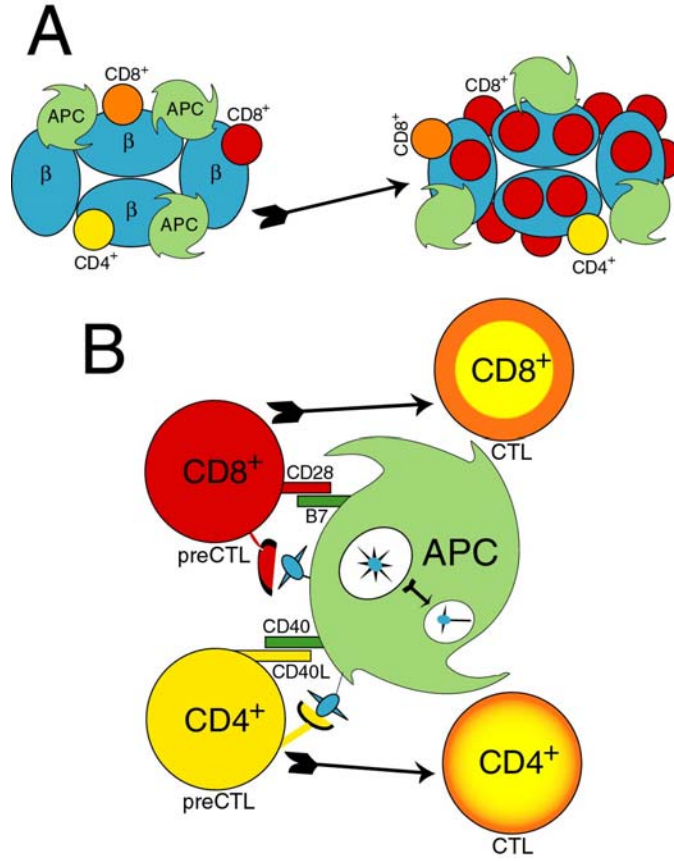 A
CD8+
APC
APC
CD8+
β
β
β
β
APC
CD4+
CD8+
CD8+
CD4+
B
CD8+
CTL
CD8+
CD28
B7
preCTL
APC
CD40
CD40L
CD4+
preCTL
CD4+
CTL